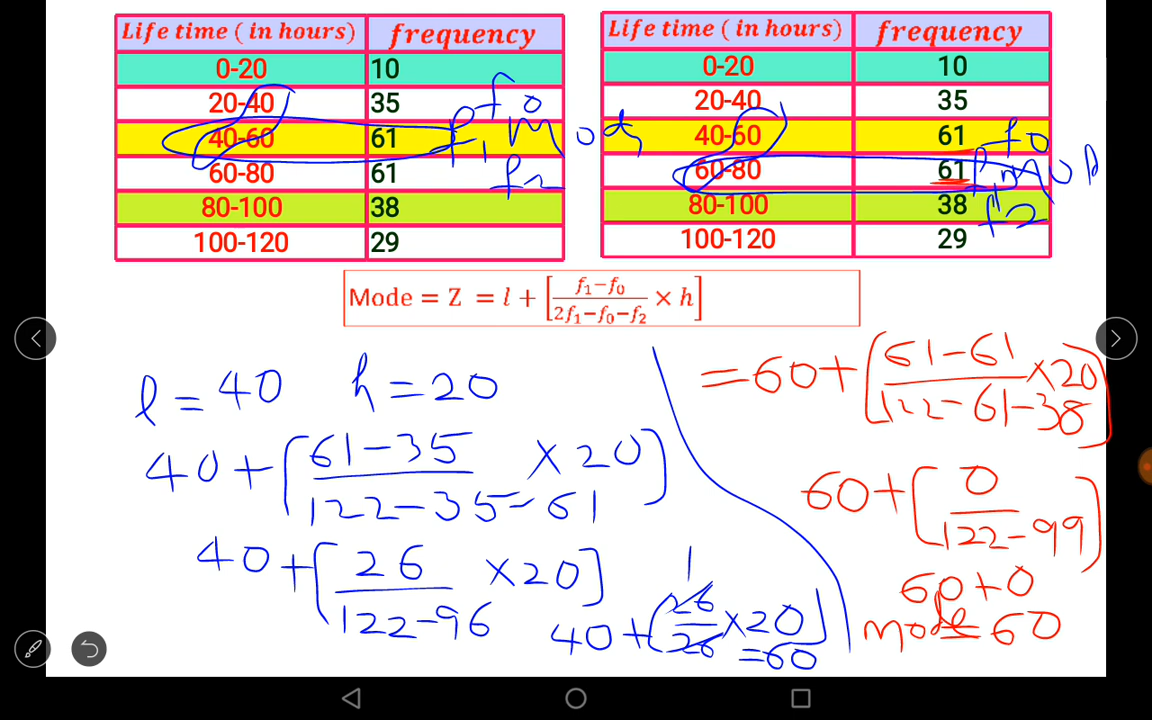 Life time ( in hours) frequency
0-20 10
20-40 35 f0
40-60 61 f1 Mode
60-80 61 f2
80-100 38
100-120 29
Life time ( in hours) frequency
0-20 10
20-40 35
40-60 61 f0
60-80 61 f1 Mod
80-100 38 f2
100-120 29
Mode = Z = l + [f₁−f₀ / 2f₁−f₀−f₂ × h]
l = 40 h = 20
40 + [61-35 / 122-35-61 × 20]
40 + [26 / 122-96 × 20]
40 + (26/26 × 20) 1
= 60
= 60 + [61-61 / 122-61-38 × 20]
60 + [0 / 122-99]
60 + 0
mode = 60